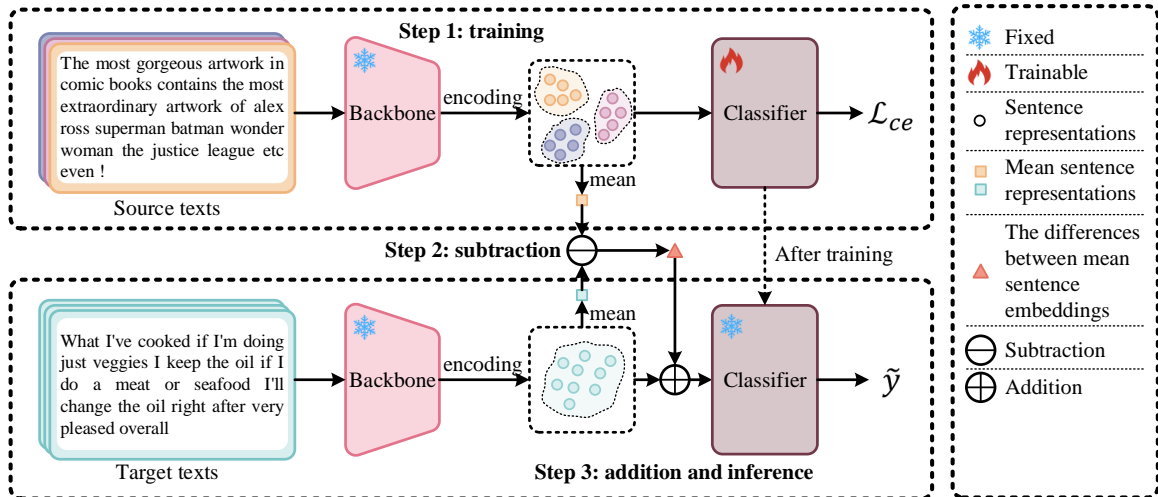 Step 1: training
The most gorgeous artwork in
comic books contains the most
extraordinary artwork of alex
ross superman batman wonder
woman the justice league etc
even !
Source texts
Backbone
encoding
mean
Classifier
ℒ_ce
Step 2: subtraction
After training
What I've cooked if I'm doing
just veggies I keep the oil if I
do a meat or seafood I'll
change the oil right after very
pleased overall
Target texts
Backbone
encoding
mean
Classifier
ỹ
Step 3: addition and inference
Fixed
Trainable
Sentence
representations
Mean sentence
representations
The differences
between mean
sentence
embeddings
Subtraction
Addition